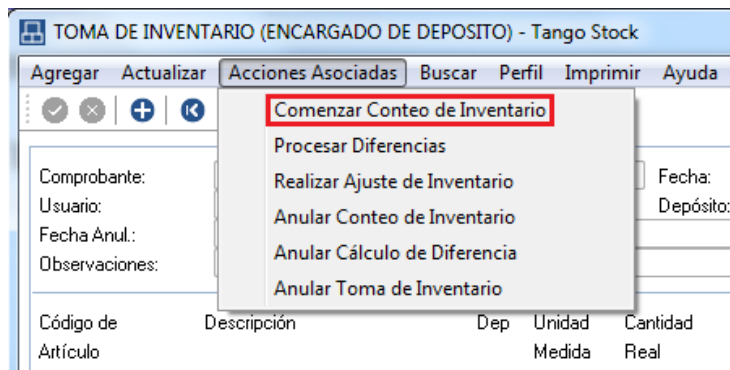 TOMA DE INVENTARIO (ENCARGADO DE DEPOSITO) - Tango Stock
Agregar Actualizar Acciones Asociadas Buscar Perfil Imprimir Ayuda
Comenzar Conteo de Inventario
Procesar Diferencias
Realizar Ajuste de Inventario
Anular Conteo de Inventario
Anular Cálculo de Diferencia
Anular Toma de Inventario
Comprobante: Fecha:
Usuario: Depósito:
Fecha Anul.:
Observaciones:
Código de Descripción Dep Unidad Cantidad
Artículo Medida Real